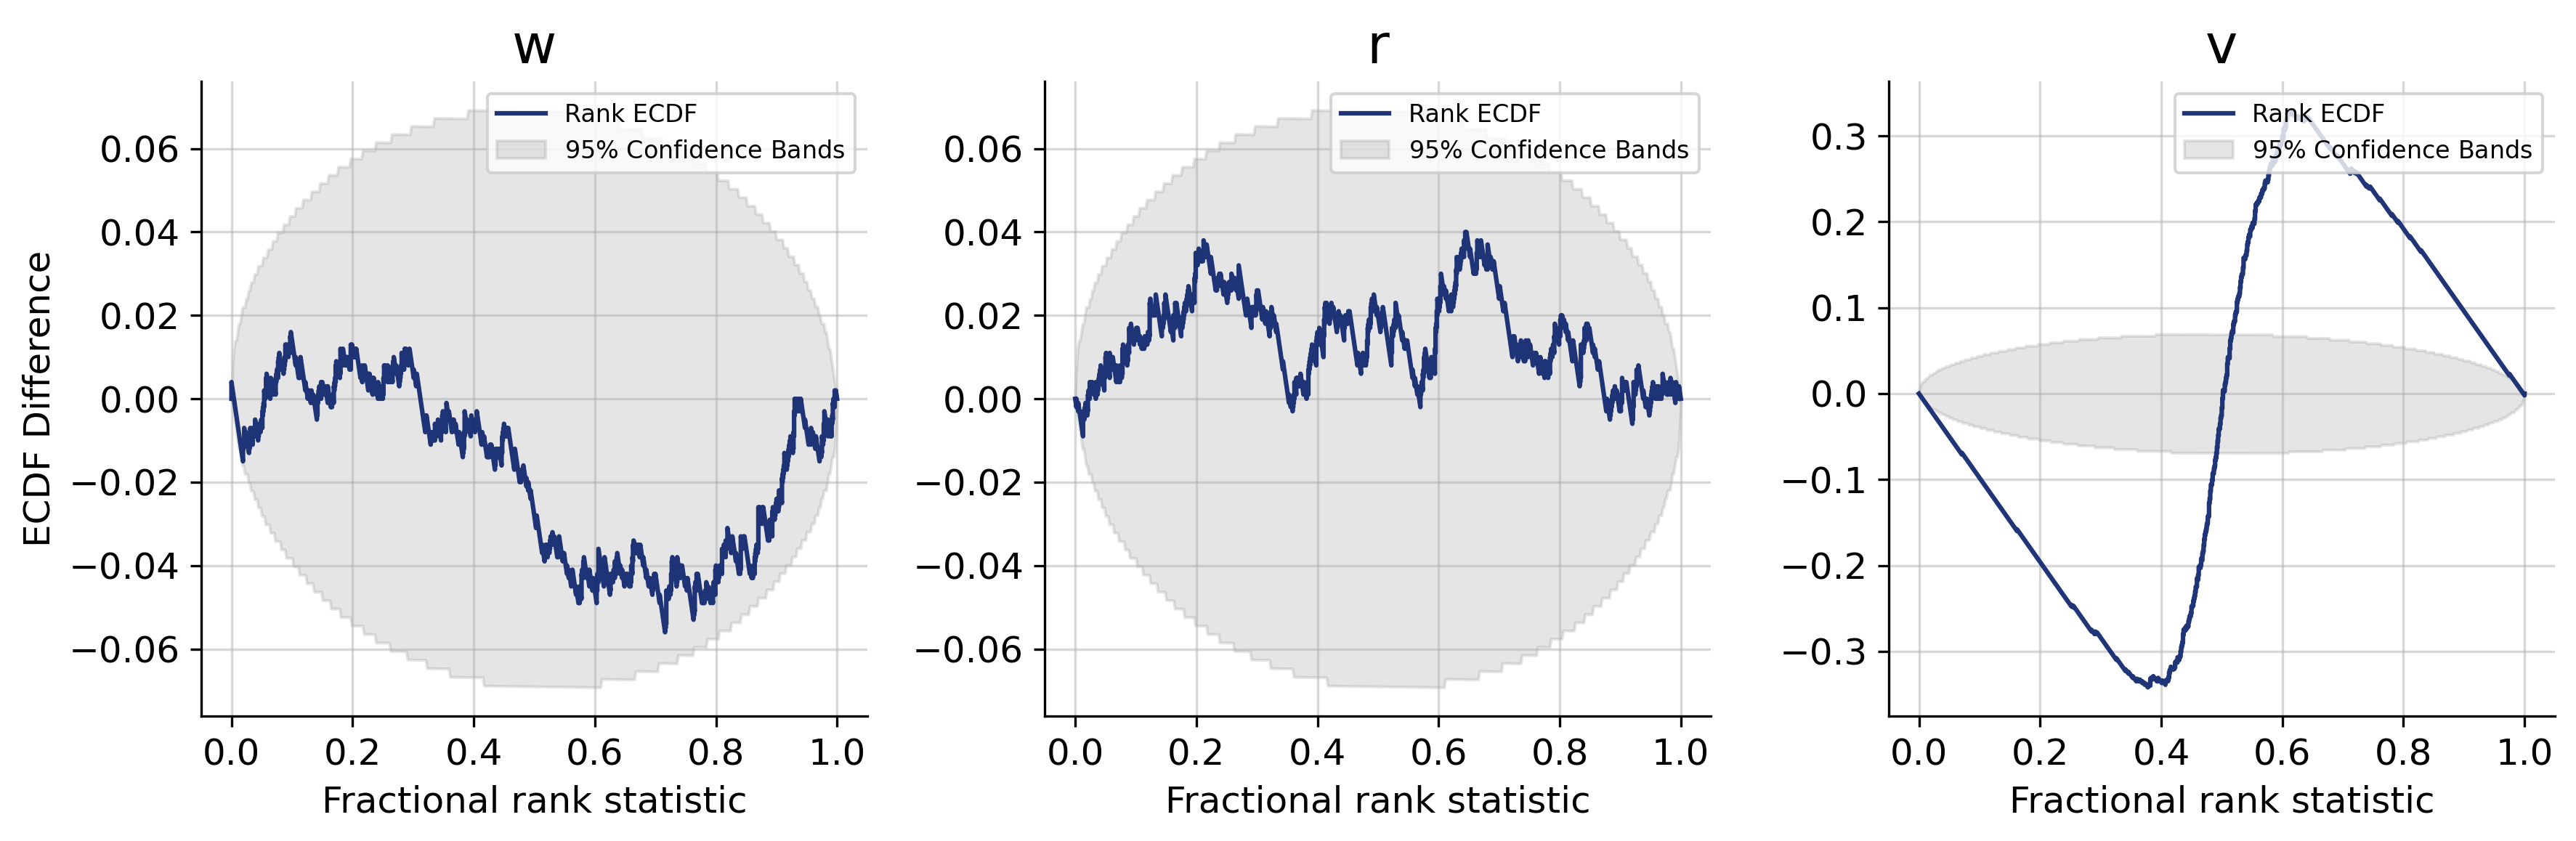 w
Rank ECDF
95% Confidence Bands
ECDF Difference
0.06
0.04
0.02
0.00
−0.02
−0.04
−0.06
0.0 0.2 0.4 0.6 0.8 1.0
Fractional rank statistic
r
Rank ECDF
95% Confidence Bands
0.06
0.04
0.02
0.00
−0.02
−0.04
−0.06
0.0 0.2 0.4 0.6 0.8 1.0
Fractional rank statistic
v
Rank ECDF
95% Confidence Bands
0.3
0.2
0.1
0.0
−0.1
−0.2
−0.3
0.0 0.2 0.4 0.6 0.8 1.0
Fractional rank statistic